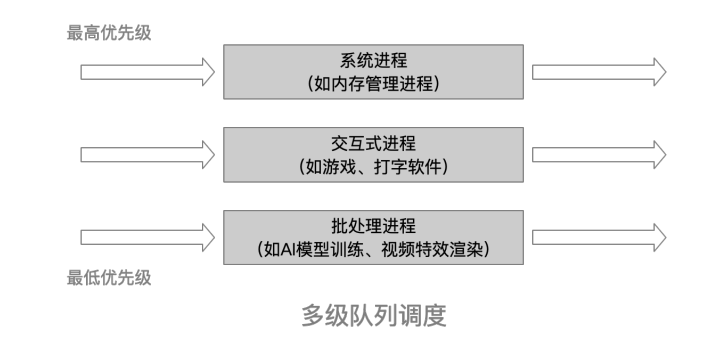 最高优先级
系统进程
（如内存管理进程）
交互式进程
（如游戏、打字软件）
批处理进程
（如AI模型训练、视频特效渲染）
最低优先级
多级队列调度